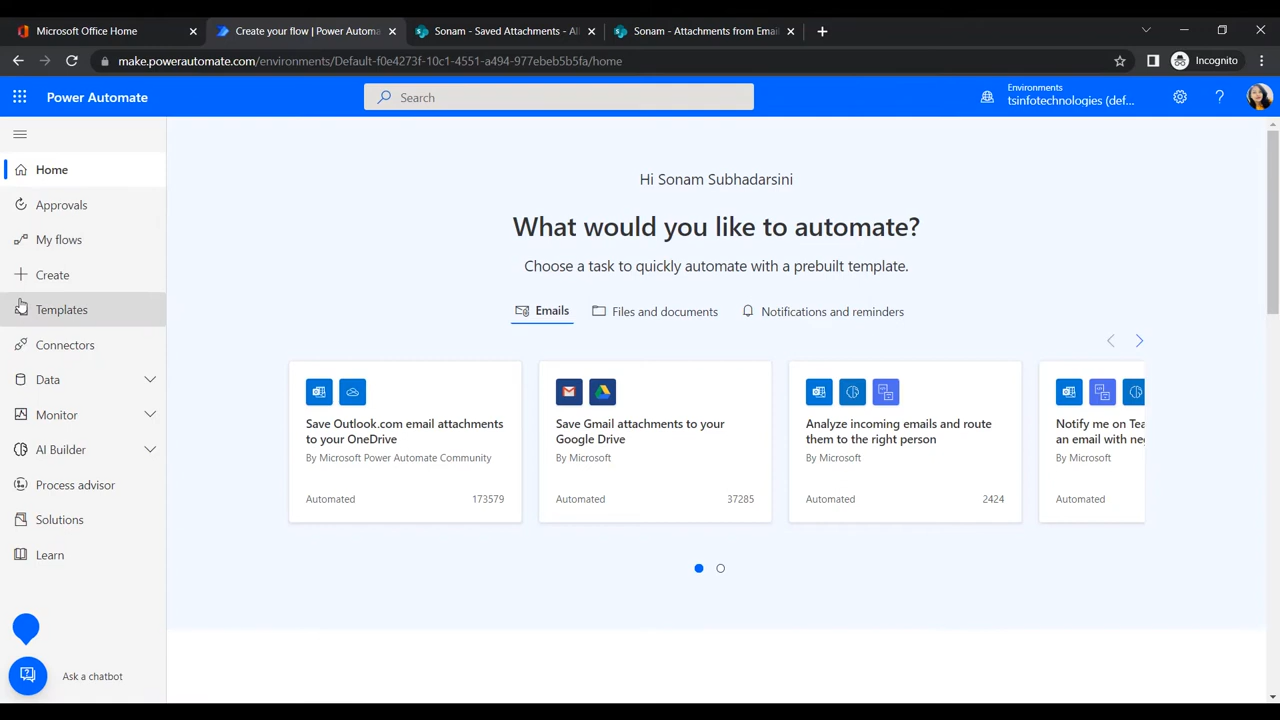 Microsoft Office Home
Create your flow | Power Automa
Sonam - Saved Attachments - Al
Sonam - Attachments from Emai
make.powerautomate.com/environments/Default-f0e4273f-10c1-4551-a494-977ebeb5b5fa/home
Incognito
Power Automate
Search
Environments
tsinfotechnologies (def...
Home
Approvals
My flows
Create
Templates
Connectors
Data
Monitor
AI Builder
Process advisor
Solutions
Learn
Ask a chatbot
Hi Sonam Subhadarsini
What would you like to automate?
Choose a task to quickly automate with a prebuilt template.
Emails
Files and documents
Notifications and reminders
Save Outlook.com email attachments
to your OneDrive
By Microsoft Power Automate Community
Automated 173579
Save Gmail attachments to your
Google Drive
By Microsoft
Automated 37285
Analyze incoming emails and route
them to the right person
By Microsoft
Automated 2424
Notify me on Tea
an email with neg
By Microsoft
Automated